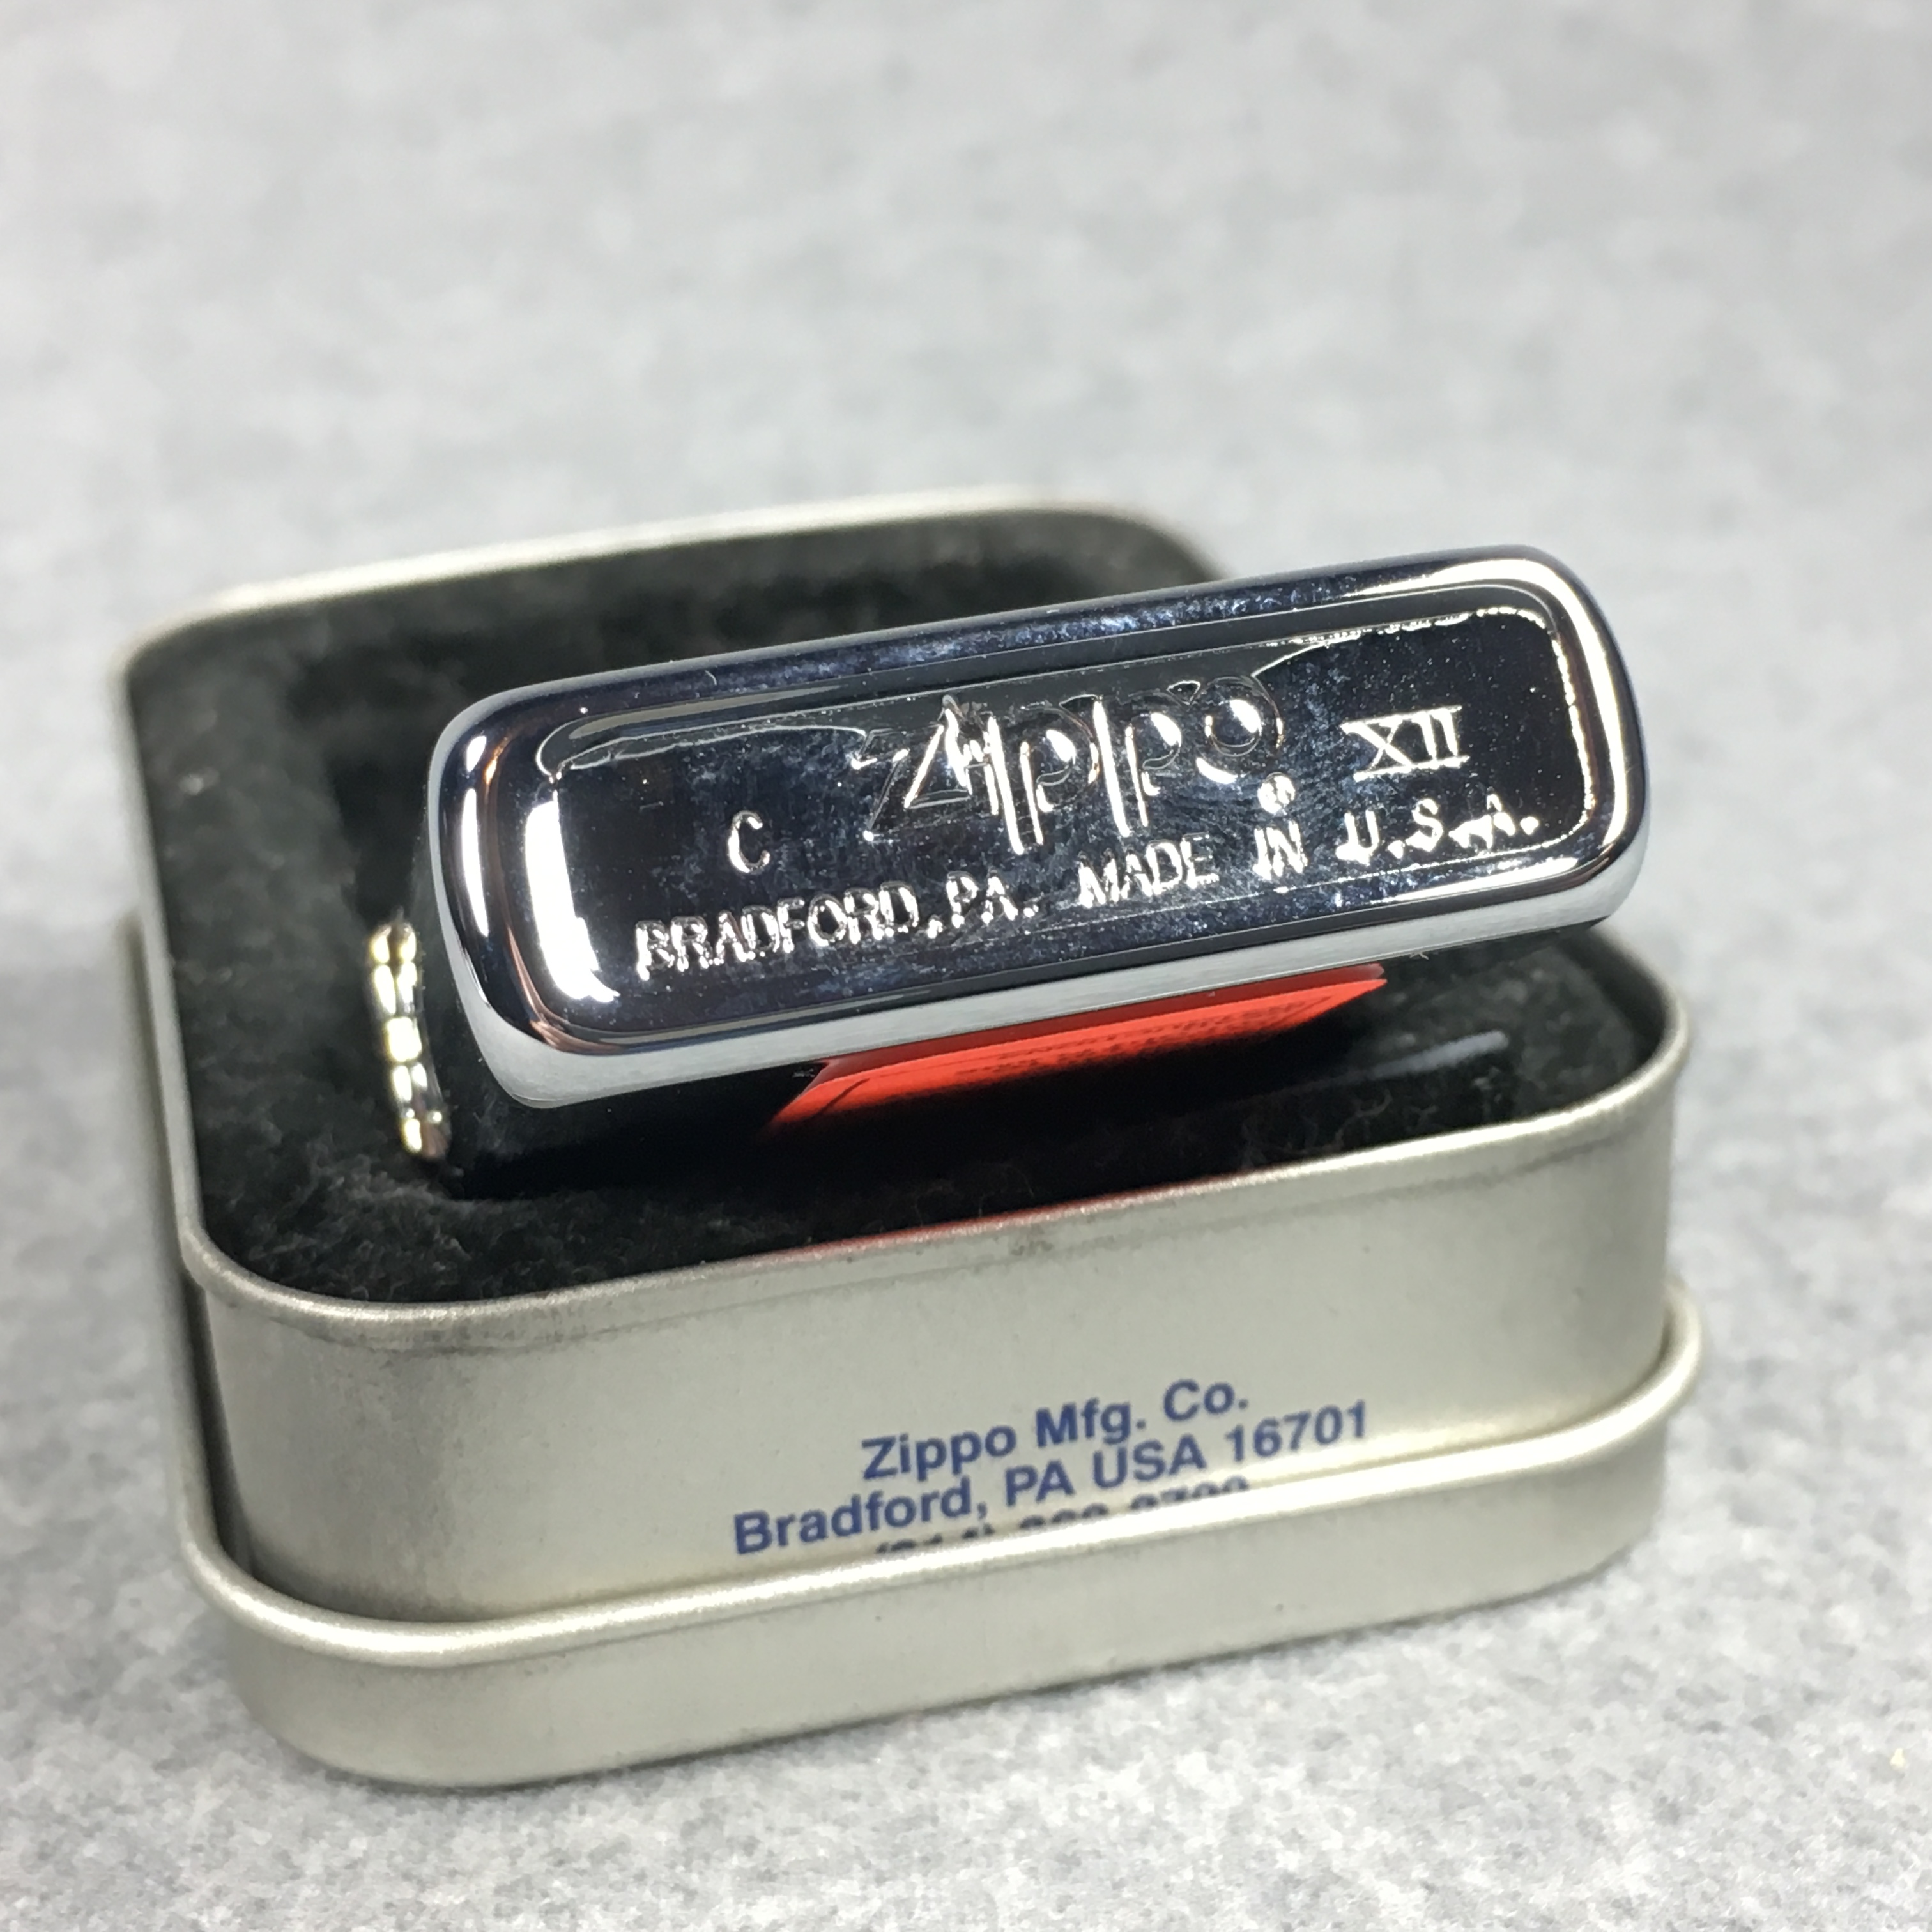 C Zippo ® XII
BRADFORD,PA. MADE IN U.S.A.
Zippo Mfg. Co.
Bradford, PA USA 16701